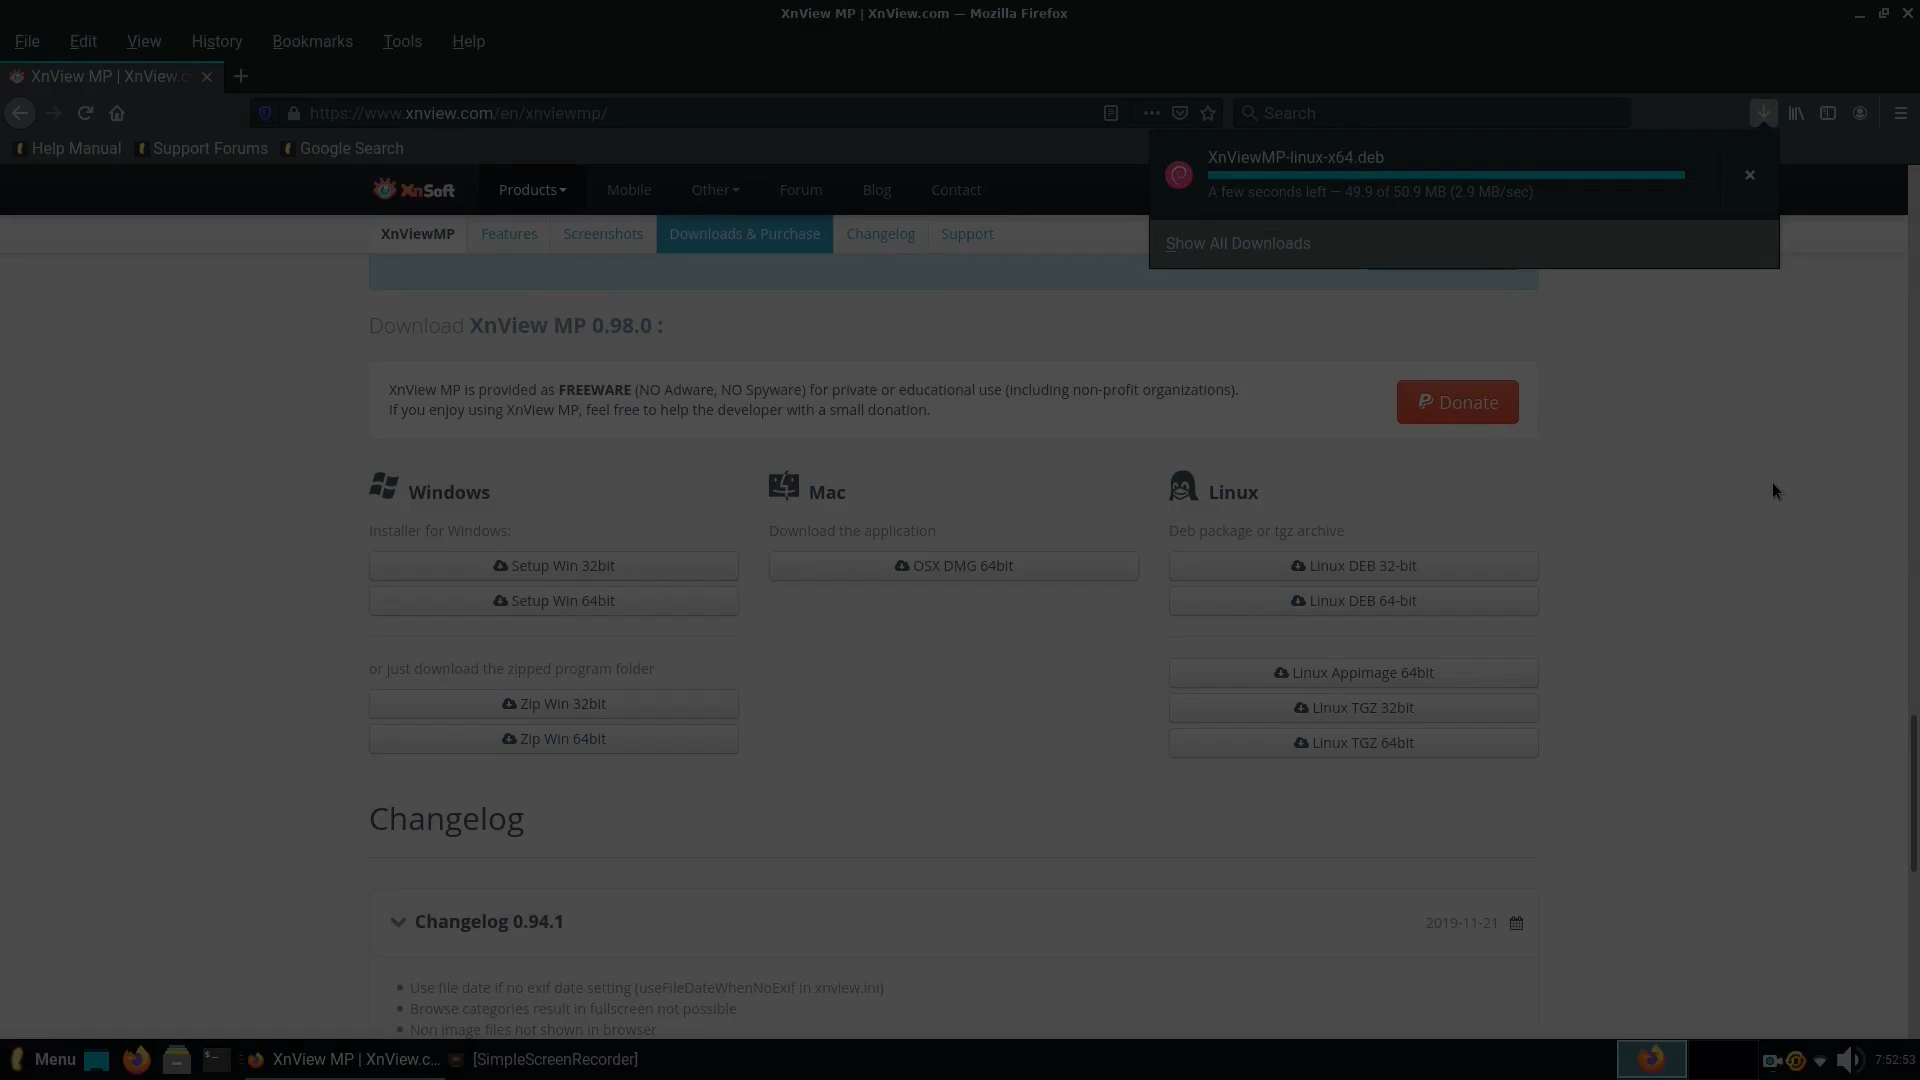 XnView MP | XnView.com — Mozilla Firefox
File Edit View History Bookmarks Tools Help
XnView MP | XnView.c
https://www.xnview.com/en/xnviewmp/
Search
Help Manual Support Forums Google Search
XnViewMP-linux-x64.deb
A few seconds left — 49.9 of 50.9 MB (2.9 MB/sec)
Show All Downloads
XnSoft Products Mobile Other Forum Blog Contact
XnViewMP Features Screenshots Downloads & Purchase Changelog Support
Download XnView MP 0.98.0 :
XnView MP is provided as FREEWARE (NO Adware, NO Spyware) for private or educational use (including non-profit organizations).
If you enjoy using XnView MP, feel free to help the developer with a small donation.
Donate
Windows
Installer for Windows:
Setup Win 32bit
Setup Win 64bit
or just download the zipped program folder
Zip Win 32bit
Zip Win 64bit
Mac
Download the application
OSX DMG 64bit
Linux
Deb package or tgz archive
Linux DEB 32-bit
Linux DEB 64-bit
Linux Appimage 64bit
Linux TGZ 32bit
Linux TGZ 64bit
Changelog
Changelog 0.94.1
2019-11-21
Use file date if no exif date setting (useFileDateWhenNoExif in xnview.ini)
Browse categories result in fullscreen not possible
Non image files not shown in browser
Menu XnView MP | XnView.c... [SimpleScreenRecorder] 7:52:53